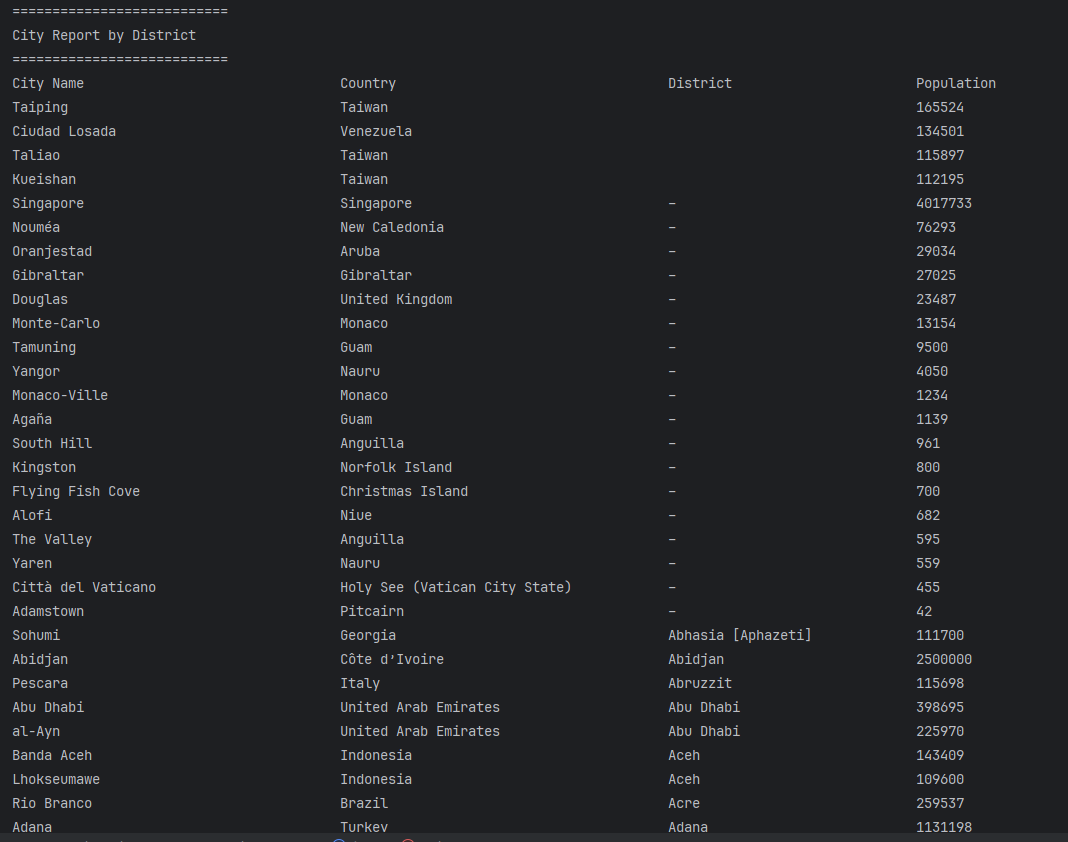 ===========================
City Report by District
===========================
City Name Country District Population
Taiping Taiwan 165524
Ciudad Losada Venezuela 134501
Taliao Taiwan 115897
Kueishan Taiwan 112195
Singapore Singapore – 4017733
Nouméa New Caledonia – 76293
Oranjestad Aruba – 29034
Gibraltar Gibraltar – 27025
Douglas United Kingdom – 23487
Monte-Carlo Monaco – 13154
Tamuning Guam – 9500
Yangor Nauru – 4050
Monaco-Ville Monaco – 1234
Agaña Guam – 1139
South Hill Anguilla – 961
Kingston Norfolk Island – 800
Flying Fish Cove Christmas Island – 700
Alofi Niue – 682
The Valley Anguilla – 595
Yaren Nauru – 559
Città del Vaticano Holy See (Vatican City State) – 455
Adamstown Pitcairn – 42
Sohumi Georgia Abhasia [Aphazeti] 111700
Abidjan Côte d’Ivoire Abidjan 2500000
Pescara Italy Abruzzit 115698
Abu Dhabi United Arab Emirates Abu Dhabi 398695
al-Ayn United Arab Emirates Abu Dhabi 225970
Banda Aceh Indonesia Aceh 143409
Lhokseumawe Indonesia Aceh 109600
Rio Branco Brazil Acre 259537
Adana Turkey Adana 1131198